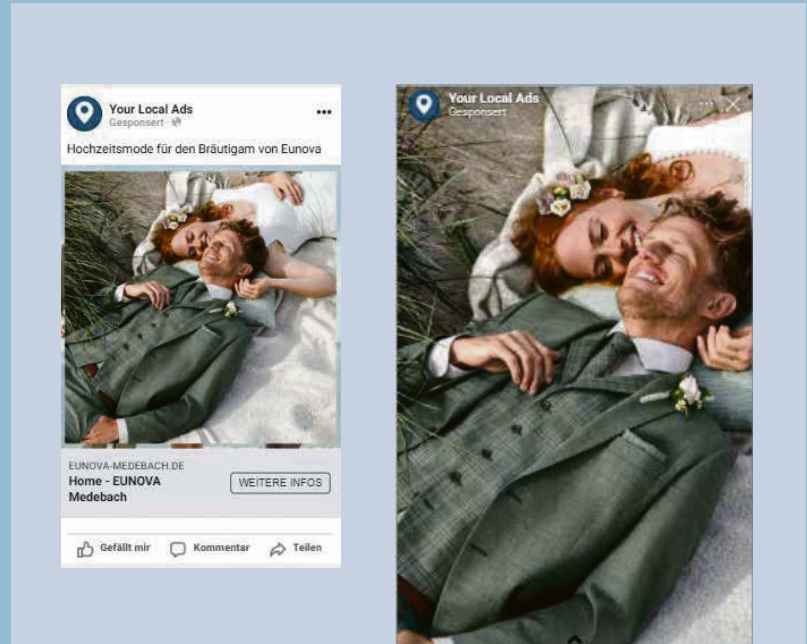 Your Local Ads
Gesponsert ·
Hochzeitsmode für den Bräutigam von Eunova
EUNOVA-MEDEBACH.DE
Home - EUNOVA
Medebach
WEITERE INFOS
Gefällt mir
Kommentar
Teilen
Your Local Ads
Gesponsert